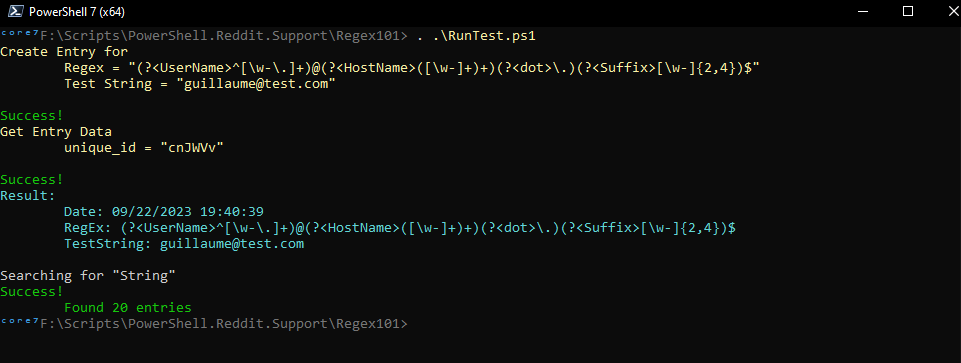 PowerShell 7 (x64)
ᶜᵒʳᵉ⁷F:\Scripts\PowerShell.Reddit.Support\Regex101> . .\RunTest.ps1
Create Entry for
Regex = "(?<UserName>^[\w-\.]+)@(?<HostName>([\w-]+)+)(?<dot>\.)(?<Suffix>[\w-]{2,4})$"
Test String = "guillaume@test.com"
Success!
Get Entry Data
unique_id = "cnJWVv"
Success!
Result:
Date: 09/22/2023 19:40:39
RegEx: (?<UserName>^[\w-\.]+)@(?<HostName>([\w-]+)+)(?<dot>\.)(?<Suffix>[\w-]{2,4})$
TestString: guillaume@test.com
Searching for "String"
Success!
Found 20 entries
ᶜᵒʳᵉ⁷F:\Scripts\PowerShell.Reddit.Support\Regex101>